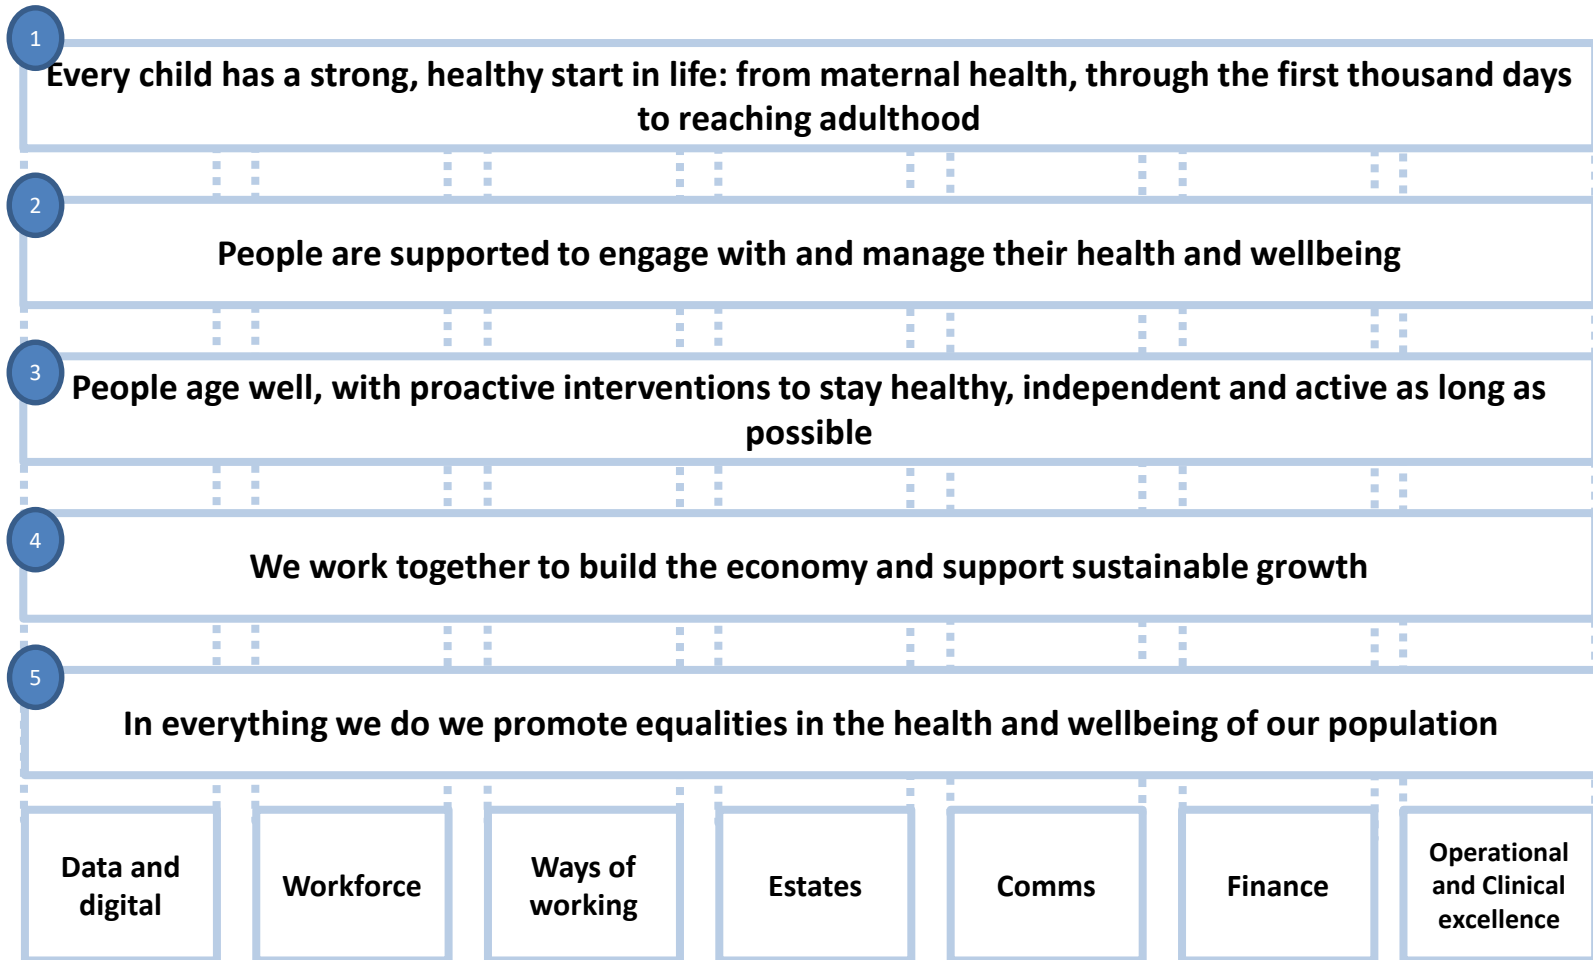 1
Every child has a strong, healthy start in life: from maternal health, through the first thousand days
to reaching adulthood
2
People are supported to engage with and manage their health and wellbeing
3
People age well, with proactive interventions to stay healthy, independent and active as long as
possible
4
We work together to build the economy and support sustainable growth
5
In everything we do we promote equalities in the health and wellbeing of our population
Data and
digital
Workforce
Ways of
working
Estates
Comms
Finance
Operational
and Clinical
excellence